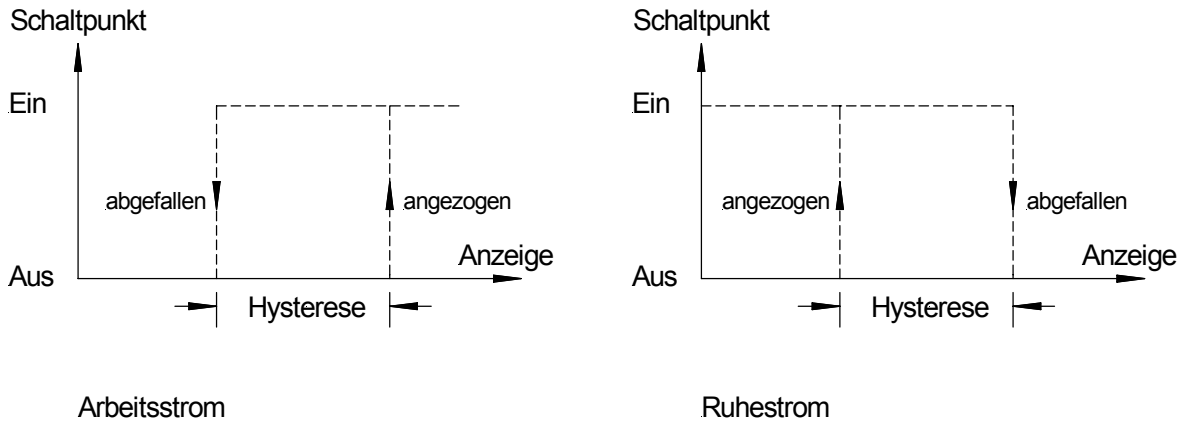 Schaltpunkt
Ein
abgefallen
angezogen
Anzeige
Aus
Hysterese
Arbeitsstrom
Schaltpunkt
Ein
angezogen
abgefallen
Anzeige
Aus
Hysterese
Ruhestrom